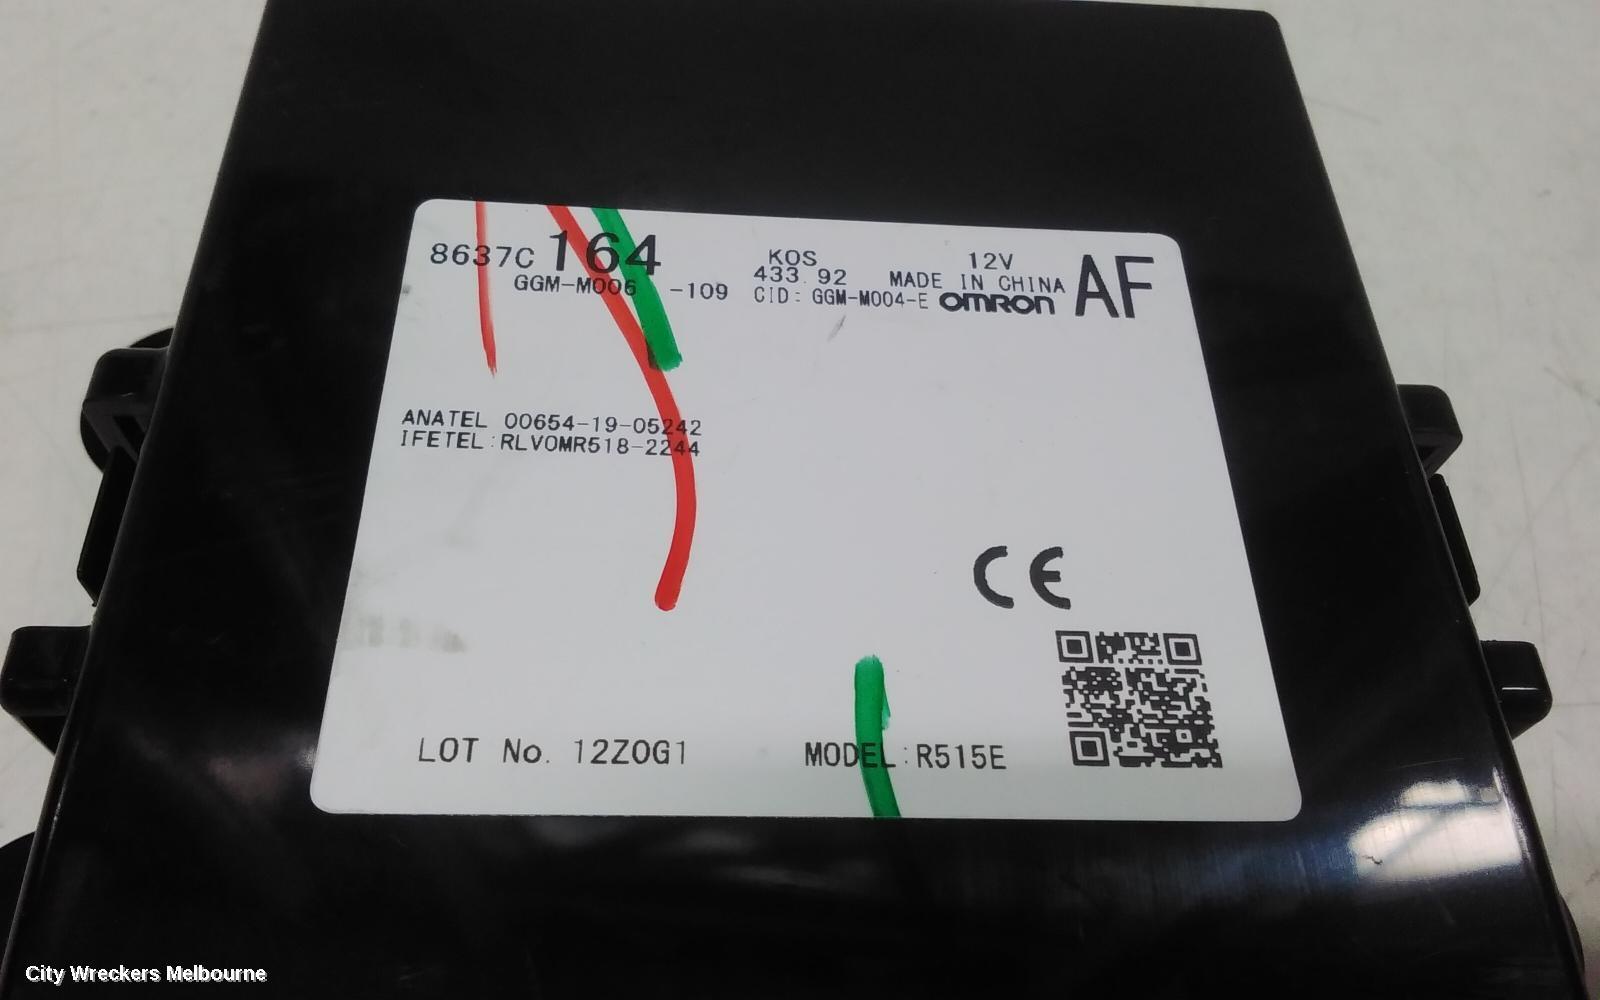 8637C 164
GGM-M006 -109
KOS
433.92
CID: GGM-M004-E
12V
MADE IN CHINA
OMRON
AF
ANATEL 00654-19-05242
IFETEL:RLVOMR518-2244
CE
LOT No. 12Z0G1
MODEL:R515E
City Wreckers Melbourne